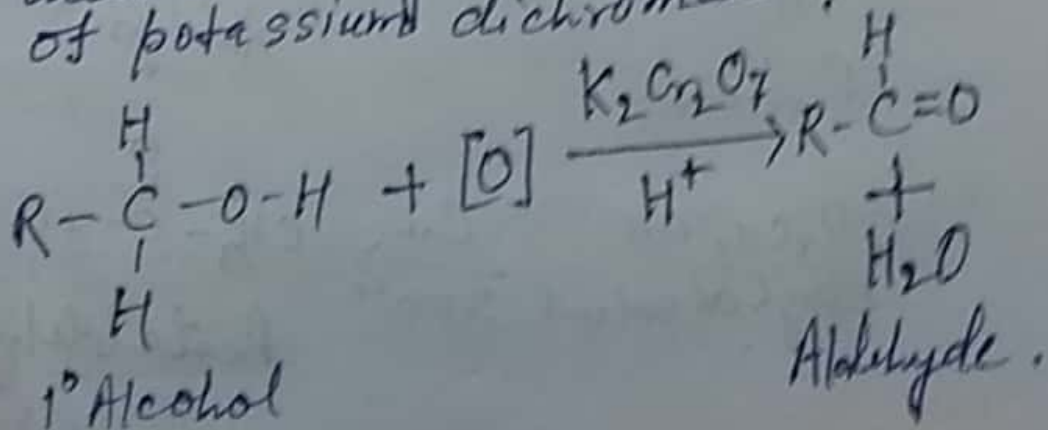 of potassium
H
K2Cr2O7
H
R-C-O-H + [O] → R-C=O
H+
+
H
H2O
1° Alcohol
Aldehyde.